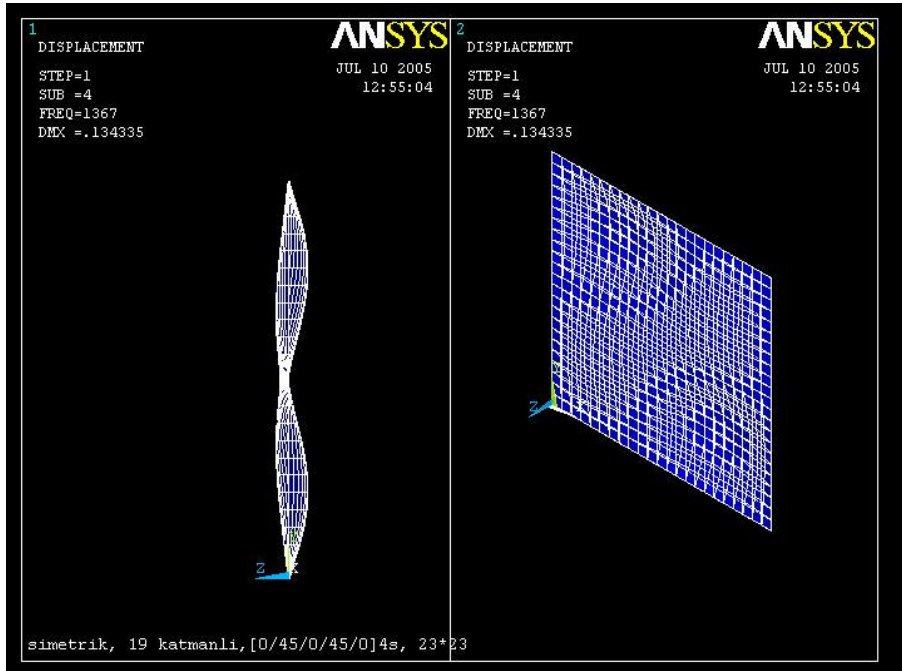 1
DISPLACEMENT
STEP=1
SUB =4
FREQ=1367
DMX =.134335
ANSYS
JUL 10 2005
12:55:04
Z
X
2
DISPLACEMENT
STEP=1
SUB =4
FREQ=1367
DMX =.134335
ANSYS
JUL 10 2005
12:55:04
Z
simetrik, 19 katmanli,[0/45/0/45/0]4s, 23*23